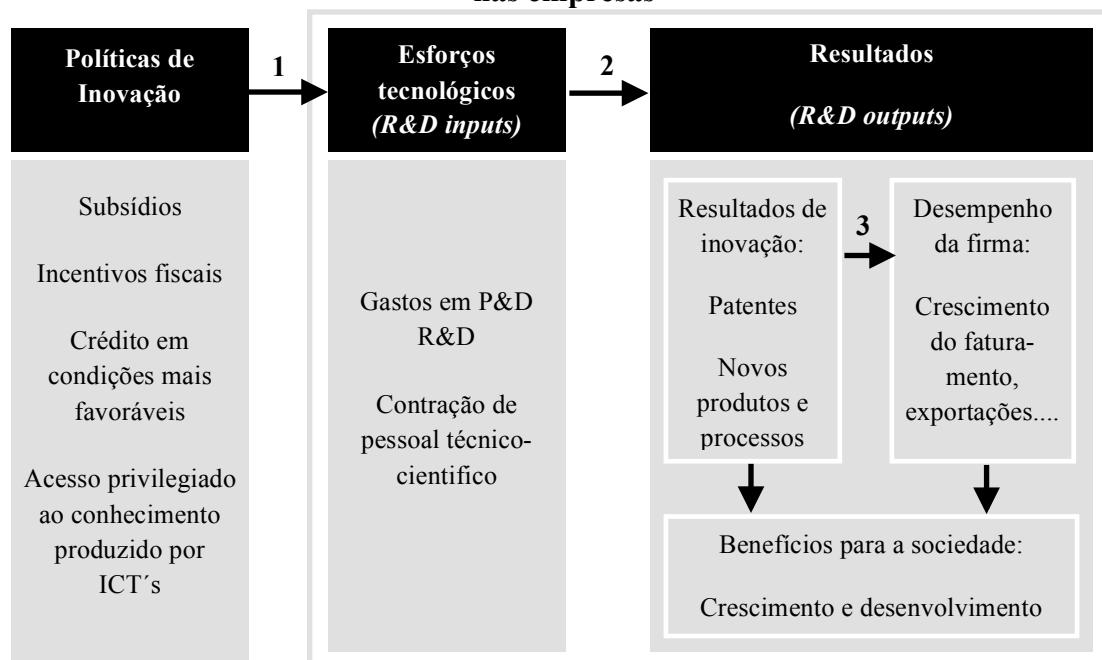 nas empresas
Políticas de
Inovação
1
Esforços
tecnológicos
(R&D inputs)
2
Resultados
(R&D outputs)
Subsídios
Incentivos fiscais
Crédito em
condições mais
favoráveis
Acesso privilegiado
ao conhecimento
produzido por
ICT´s
Gastos em P&D
R&D
Contração de
pessoal técnico-
cientifico
Resultados de
inovação:
Patentes
Novos
produtos e
processos
3
Desempenho
da firma:
Crescimento
do fatura-
mento,
exportações....
Benefícios para a sociedade:
Crescimento e desenvolvimento